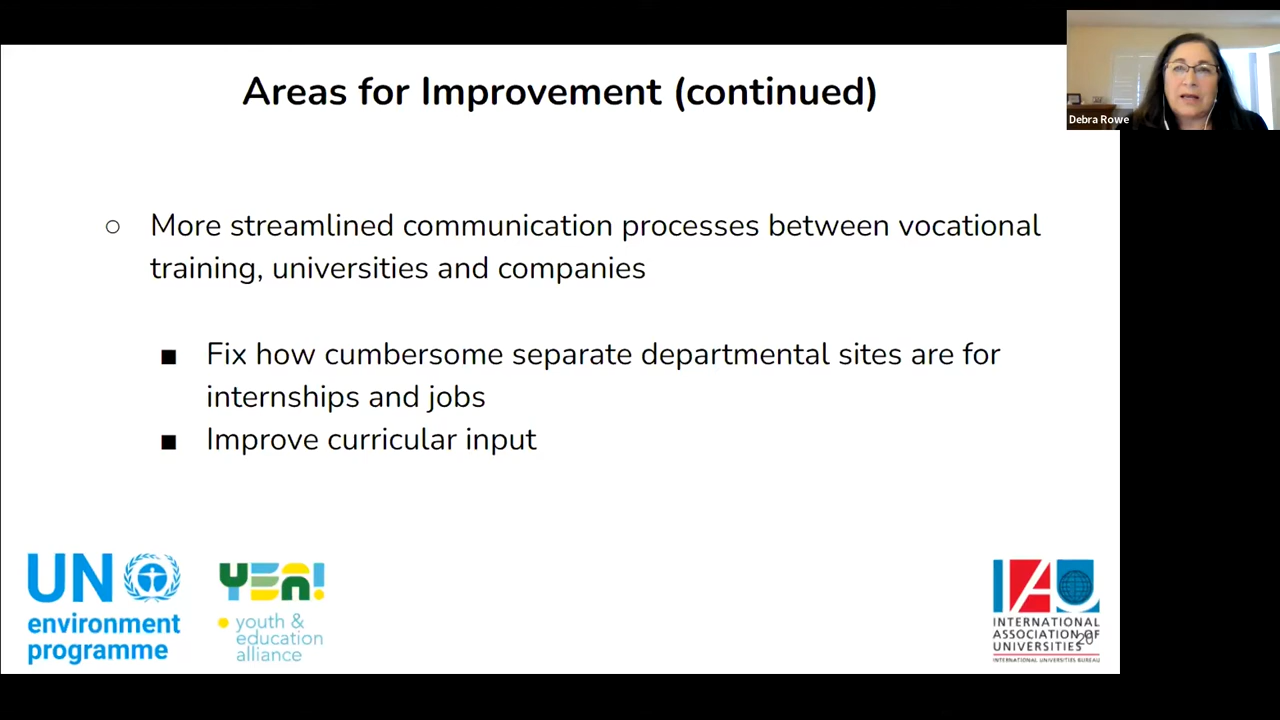 Areas for Improvement (continued)
Debra Rowe
○ More streamlined communication processes between vocational
training, universities and companies
■ Fix how cumbersome separate departmental sites are for
internships and jobs
■ Improve curricular input
UN
environment
programme
YEA!
youth &
education
alliance
IAU
INTERNATIONAL
ASSOCIATION OF
UNIVERSITIES
INTERNATIONAL UNIVERSITIES BUREAU
20